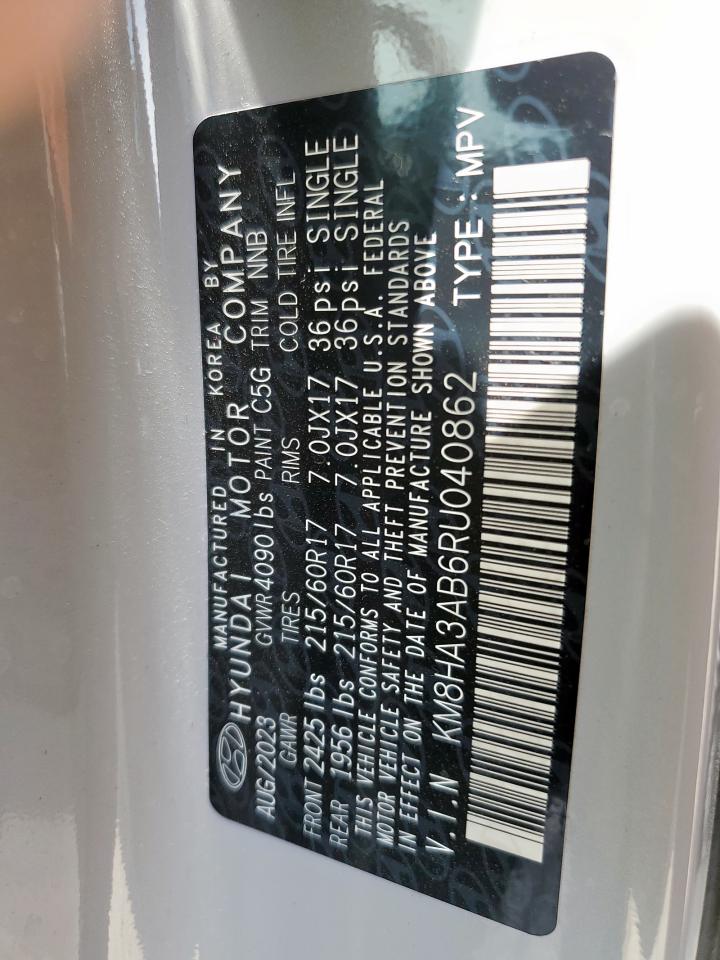 MANUFACTURED IN KOREA BY
HYUNDAI MOTOR COMPANY
AUG/2023 GVWR4090lbs PAINT C5G TRIM NNB
GAWR TIRES RIMS COLD TIRE INFL
FRONT 2425 lbs 215/60R17 7.0JX17 36psi SINGLE
REAR 1956 lbs 215/60R17 7.0JX17 36psi SINGLE
THIS VEHICLE CONFORMS TO ALL APPLICABLE U.S.A. FEDERAL
MOTOR VEHICLE SAFETY AND THEFT PREVENTION STANDARDS
IN EFFECT ON THE DATE OF MANUFACTURE SHOWN ABOVE
V.I.N KM8HA3AB6RU040862 TYPE : MPV